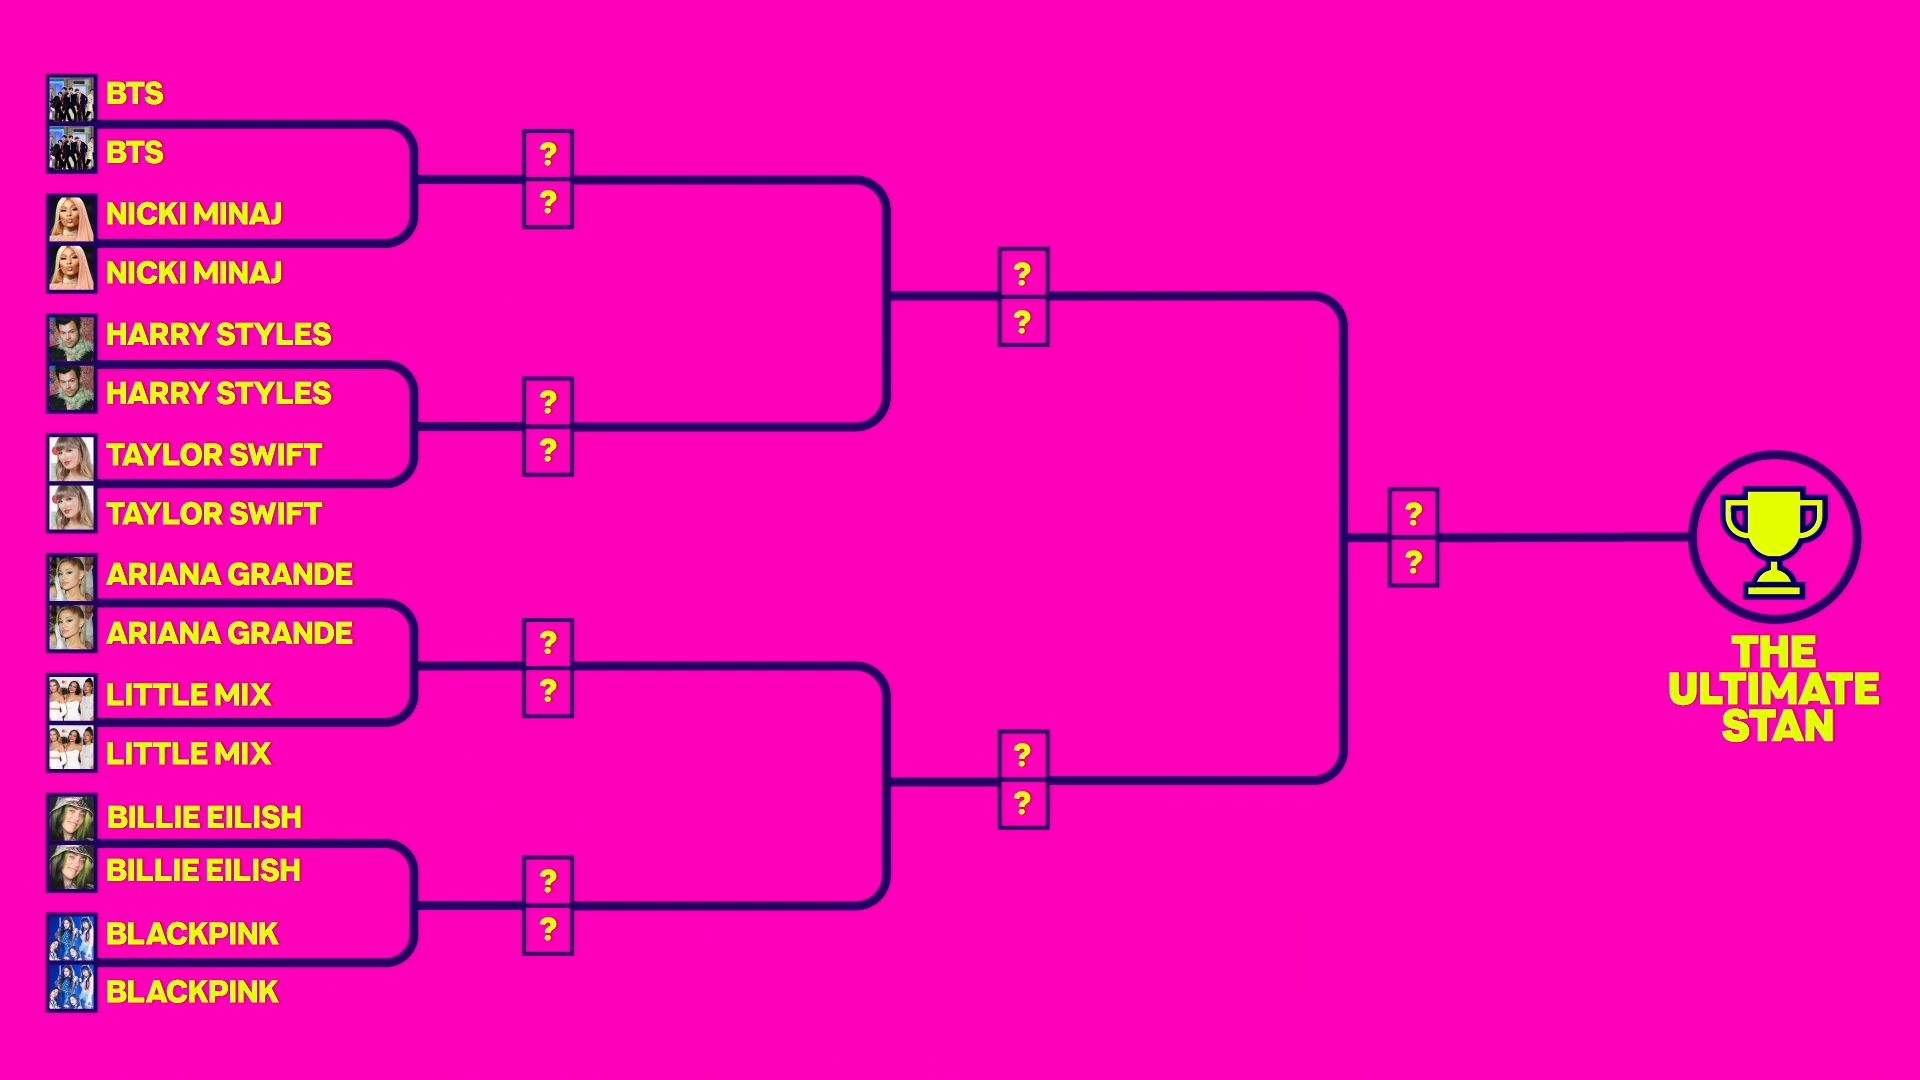 BTS
BTS
NICKI MINAJ
NICKI MINAJ
HARRY STYLES
HARRY STYLES
TAYLOR SWIFT
TAYLOR SWIFT
ARIANA GRANDE
ARIANA GRANDE
LITTLE MIX
LITTLE MIX
BILLIE EILISH
BILLIE EILISH
BLACKPINK
BLACKPINK
?
?
?
?
?
?
?
?
?
?
?
?
?
?
THE
ULTIMATE
STAN